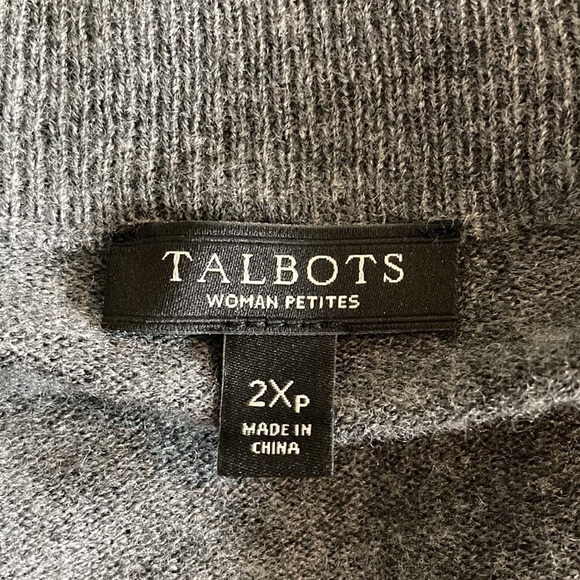 TALBOTS
WOMAN PETITES
2XP
MADE IN
CHINA